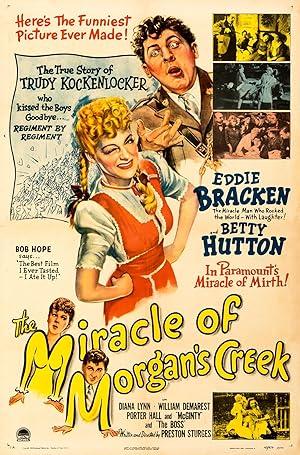 Here's The Funniest
Picture Ever Made!
The True Story of
TRUDY KOCKENLOCKER
who kissed the Boys
Goodbye...
REGIMENT BY
REGIMENT!
EDDIE
BRACKEN
The Miracle Man Who Rocked
the World - With Laughter!
and BETTY
HUTTON
In Paramount's
Miracle of Mirth!
BOB HOPE
says...
"The Best Film
I Ever Tasted
- I Ate it Up!"
The Miracle of
Morgan's Creek
DIANA LYNN · WILLIAM DEMAREST
PORTER HALL and "McGINTY"
and "THE BOSS"
Written and Directed by PRESTON STURGES